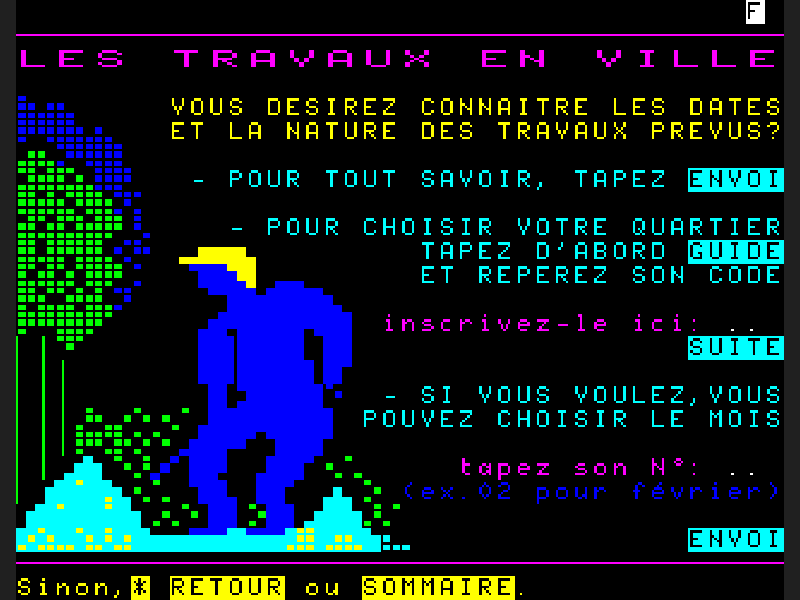 F
LES TRAVAUX EN VILLE
VOUS DESIREZ CONNAITRE LES DATES
ET LA NATURE DES TRAVAUX PREVUS?
- POUR TOUT SAVOIR, TAPEZ ENVOI
- POUR CHOISIR VOTRE QUARTIER
TAPEZ D'ABORD GUIDE
ET REPEREZ SON CODE
inscrivez-le ici: ..
SUITE
- SI VOUS VOULEZ,VOUS
POUVEZ CHOISIR LE MOIS
tapez son N°: ..
(ex.02 pour février)
ENVOI
Sinon,* RETOUR ou SOMMAIRE.